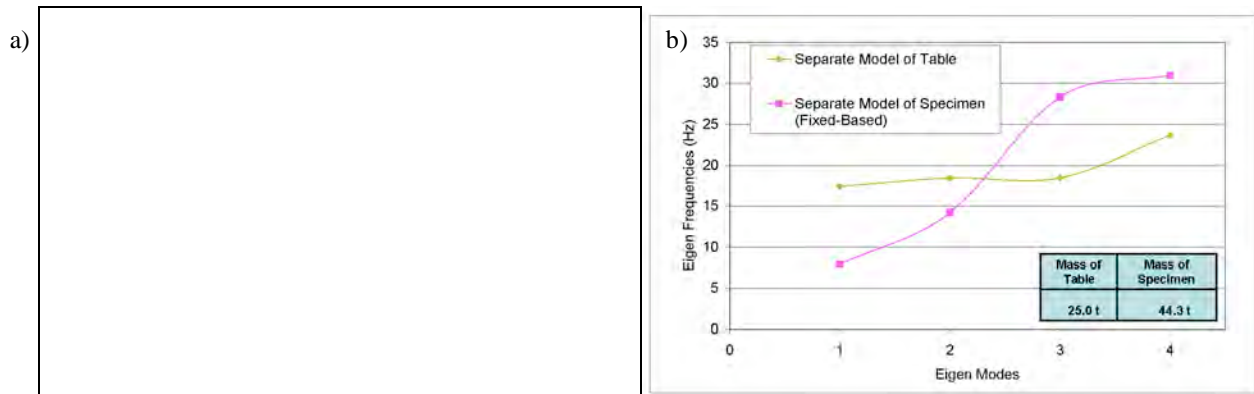 a)
b)
35
30
25
20
15
10
5
0
Eigen Frequencies (Hz)
Separate Model of Table
Separate Model of Specimen
(Fixed-Based)
Mass of Table
Mass of Specimen
25.0 t
44.3 t
0
1
2
3
4
Eigen Modes